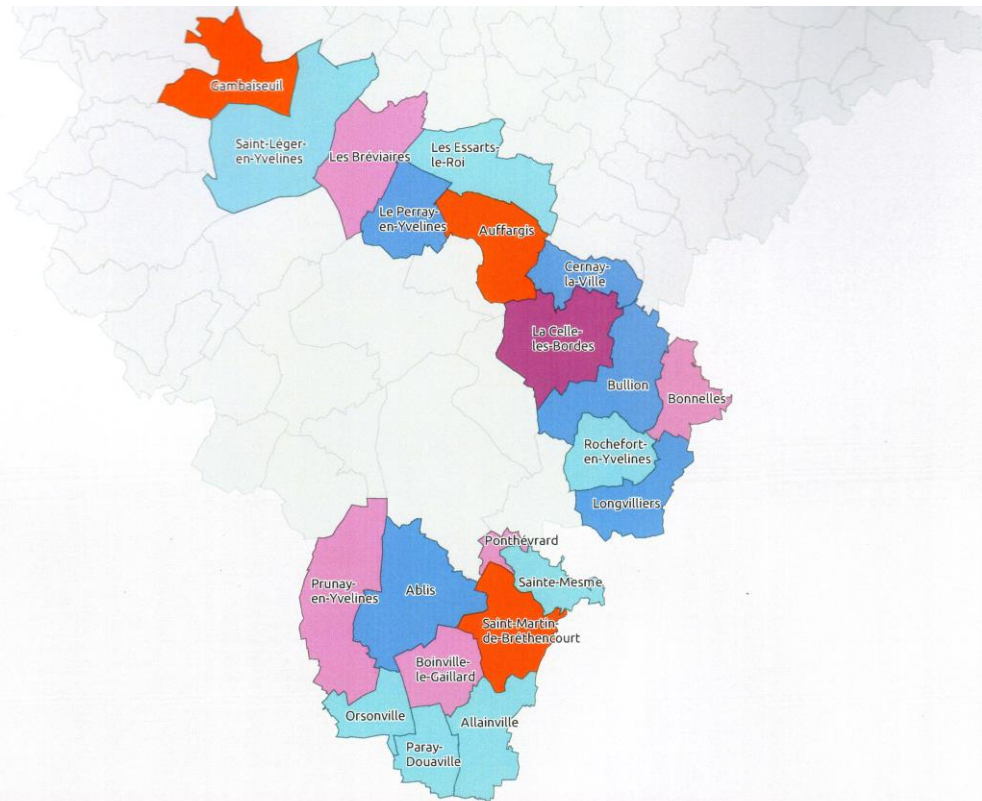 Gambaiseuil
Saint-Léger-
en-Yvelines
Les Bréviaires
Les Essarts-
le-Roi
Le Perray-
en-Yvelines
Auffargis
Cernay-
la-Ville
La Celle-
les-Bordes
Bullion
Bonnelles
Rochefort-
en-Yvelines
Longvilliers
Ponthévrard
Sainte-Mesme
Prunay-
en-Yvelines
Ablis
Saint-Martin-
de-Bréthencourt
Boinville-
le-Gaillard
Orsonville
Allainville
Paray-
Douaville